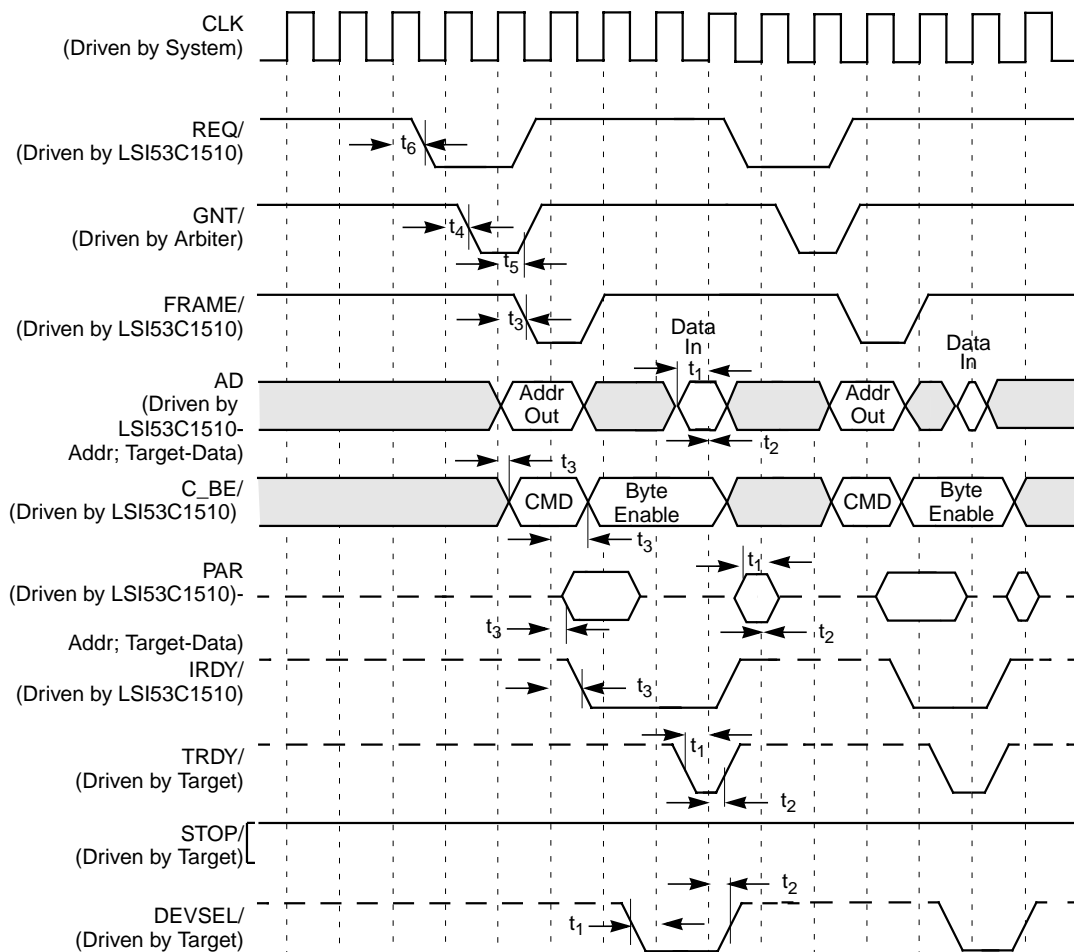 CLK
(Driven by System)
REQ/
(Driven by LSI53C1510)
t6
GNT/
(Driven by Arbiter)
t4
t5
FRAME/
(Driven by LSI53C1510)
t3
Data
In
Data
In
AD
(Driven by
LSI53C1510-
Addr; Target-Data)
Addr
Out
t1
Addr
Out
t2
t3
C_BE/
(Driven by LSI53C1510)
CMD
Byte
Enable
CMD
Byte
Enable
t3
PAR
(Driven by LSI53C1510)-
Addr; Target-Data)
t1
t3
t2
IRDY/
(Driven by LSI53C1510)
t3
TRDY/
(Driven by Target)
t1
t2
STOP/
(Driven by Target)
t2
DEVSEL/
(Driven by Target)
t1